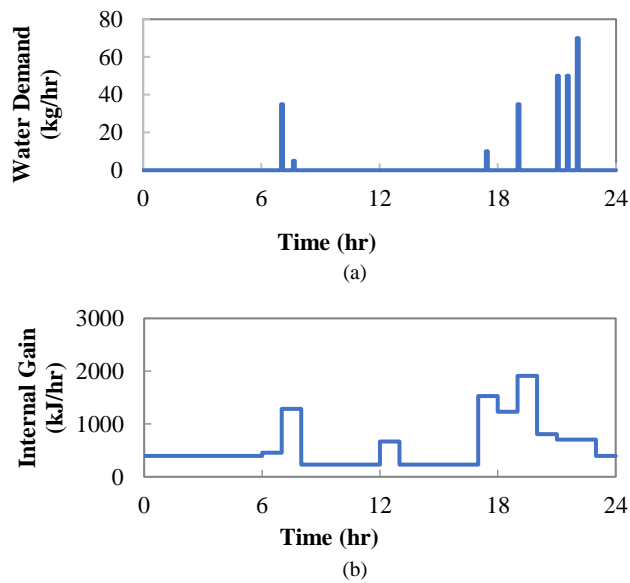 Water Demand
(kg/hr)
80
60
40
20
0
0 6 12 18 24
Time (hr)
(a)
Internal Gain
(kJ/hr)
3000
2000
1000
0
0 6 12 18 24
Time (hr)
(b)